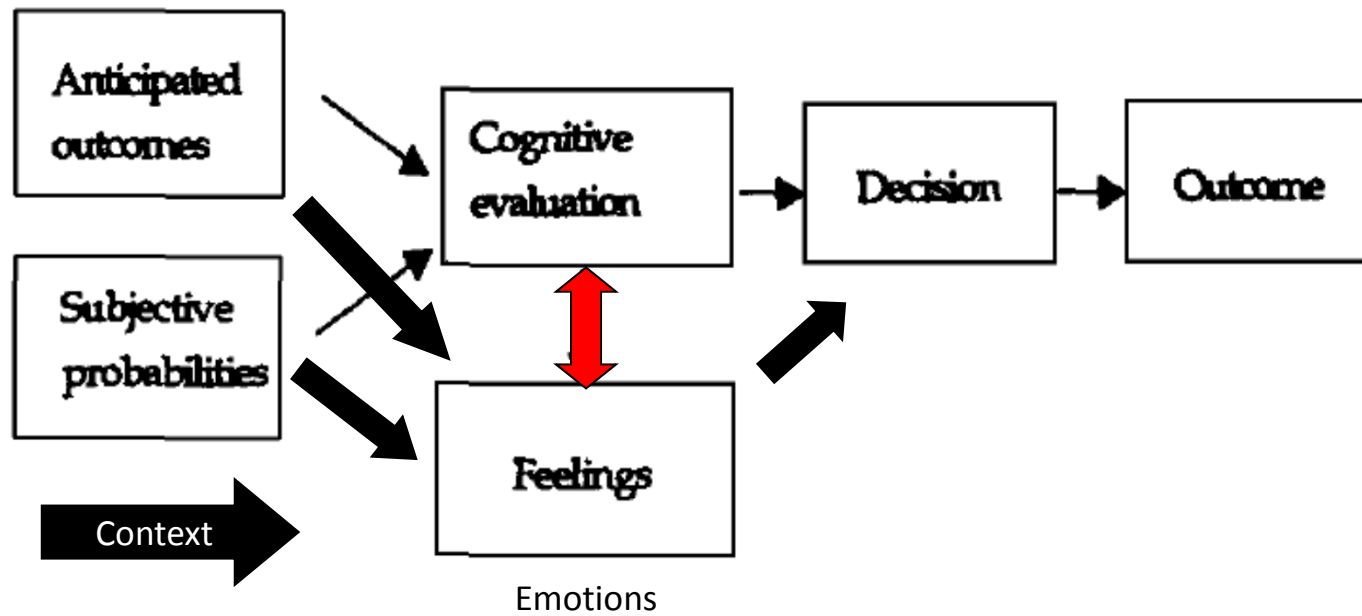 Anticipated
outcomes
Cognitive
evaluation
Decision
Outcome
Subjective
probabilities
Feelings
Context
Emotions